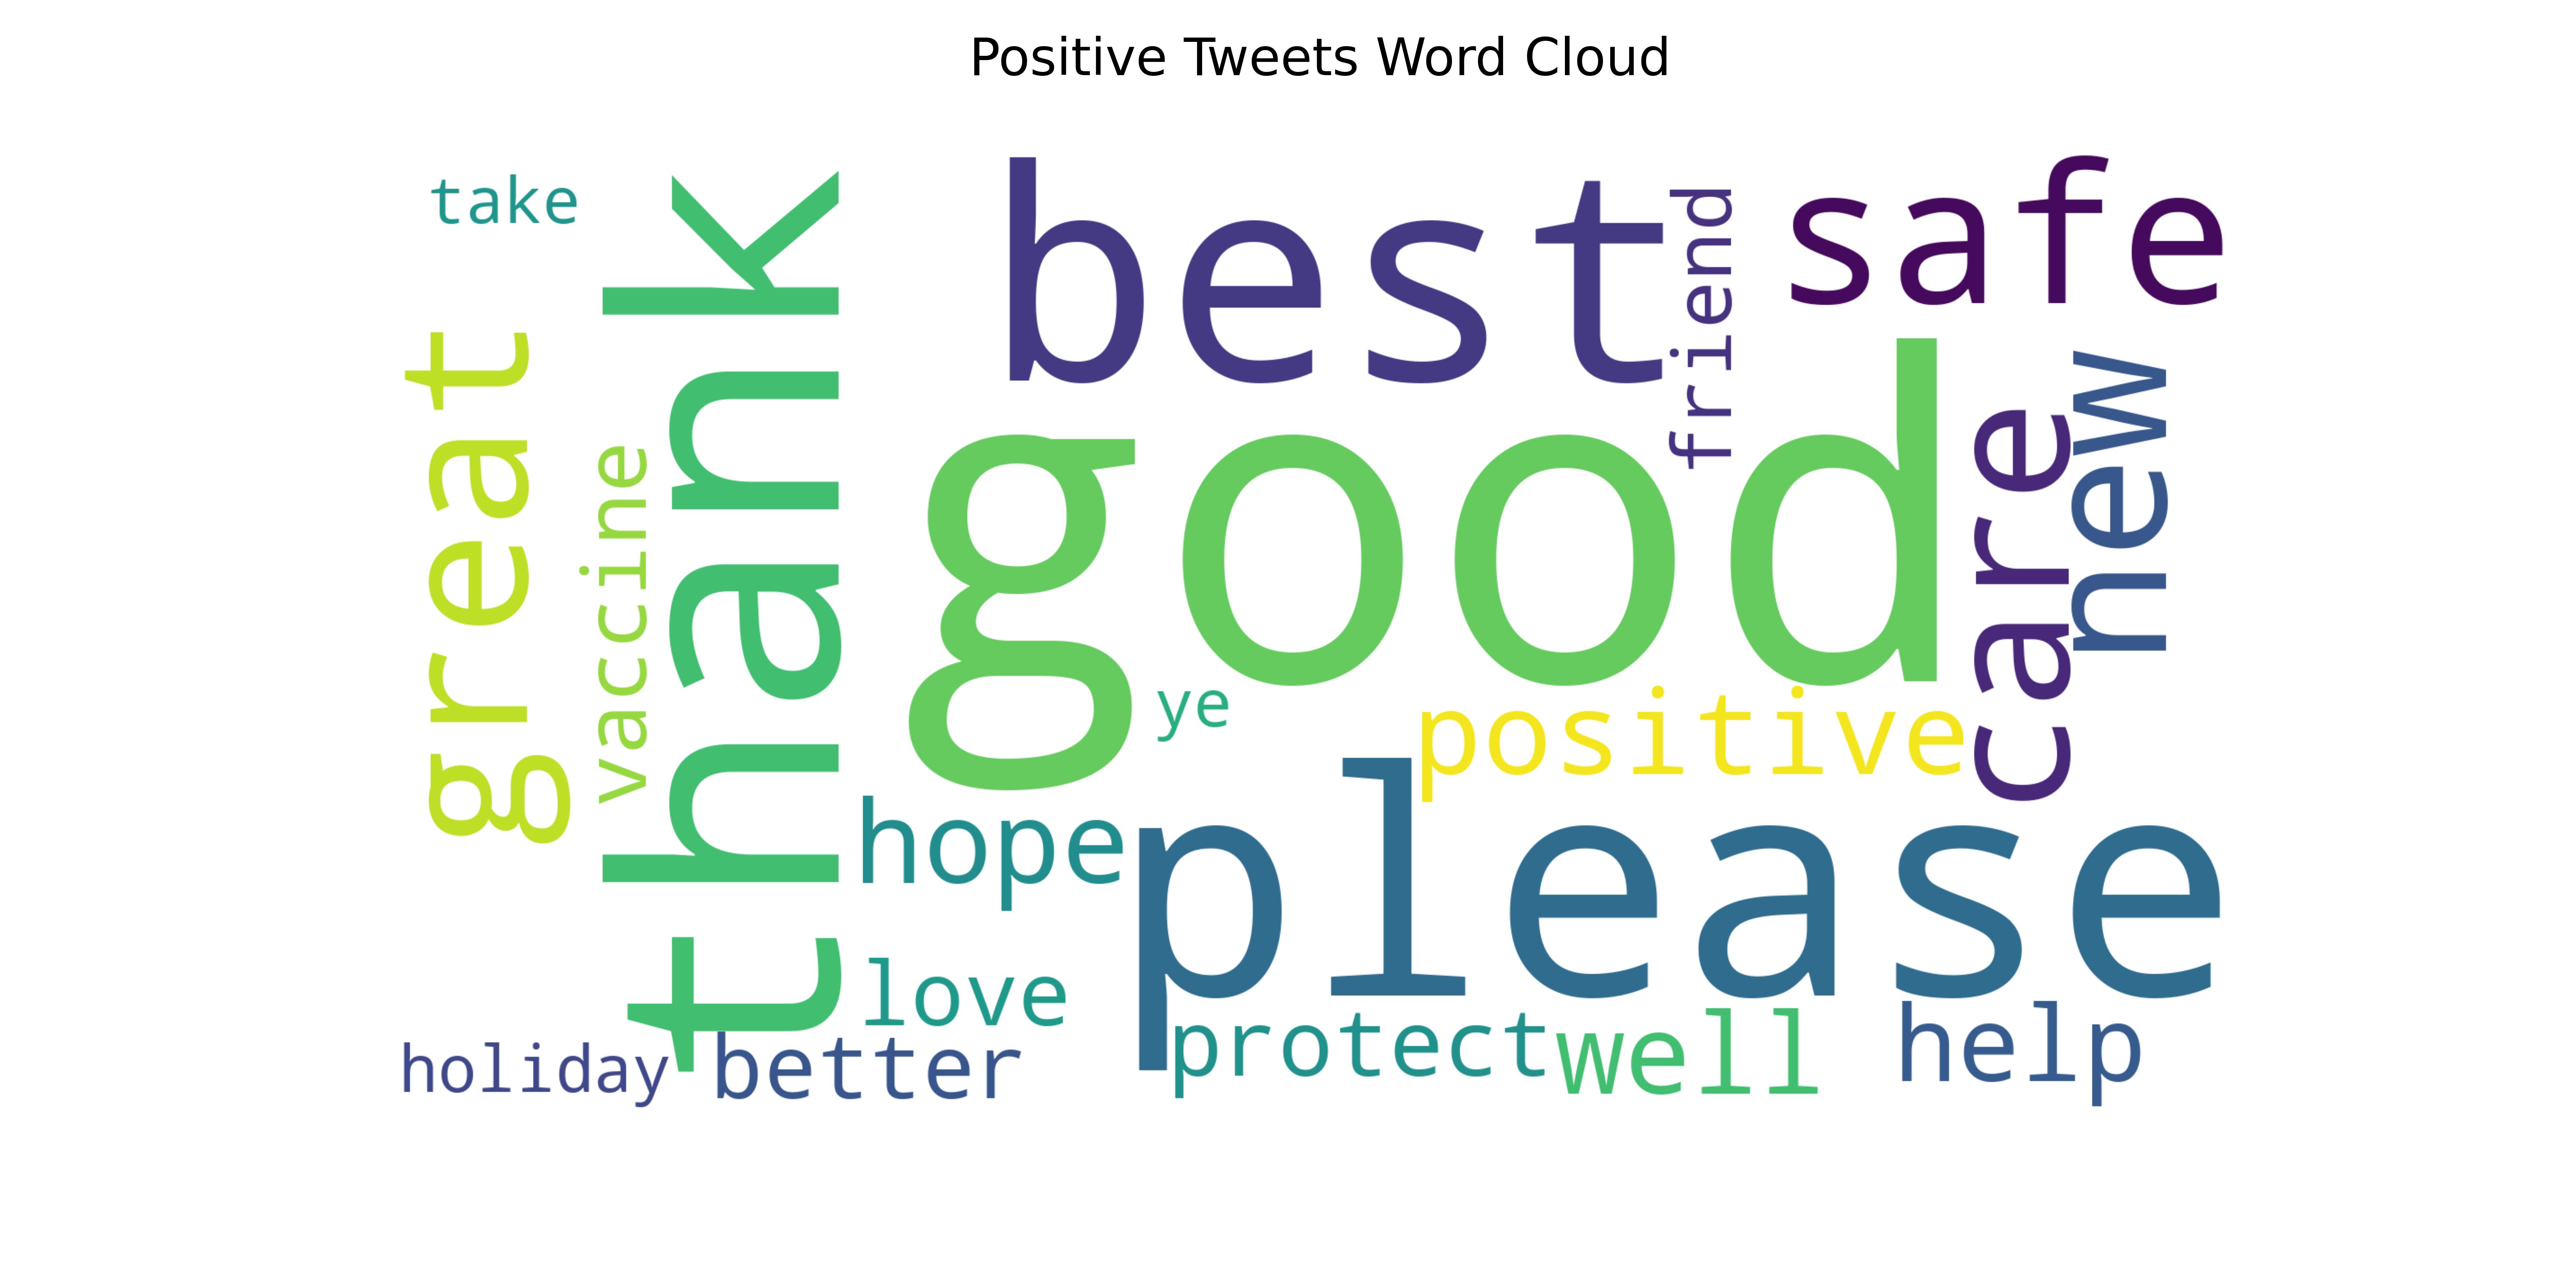 Positive Tweets Word Cloud
take
thank
best
friend
safe
great
vaccine
good
care
new
ye
positive
hope
please
love
holiday
better
protect
well
help